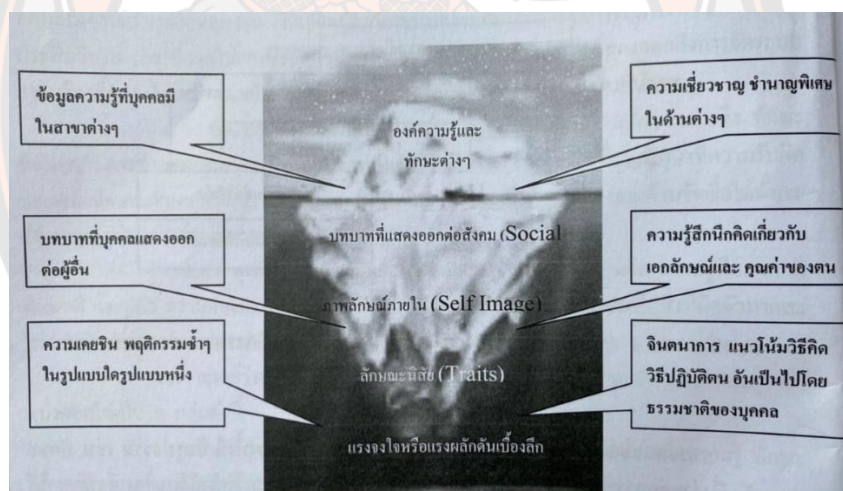 ข้อมูลความรู้ที่บุคคลมี
ในสาขาต่างๆ
องค์ความรู้และ
ทักษะต่างๆ
ความเชี่ยวชาญ ชำนาญพิเศษ
ในด้านต่างๆ
บทบาทที่บุคคลแสดงออก
ต่อผู้อื่น
บทบาทที่แสดงออกต่อสังคม (Social
ความรู้สึกนึกคิดเกี่ยวกับ
เอกลักษณ์และ คุณค่าของตน
ภาพลักษณ์ภายใน (Self Image)
ความเคยชิน พฤติกรรมซ้ำๆ
ในรูปแบบใดรูปแบบหนึ่ง
ลักษณะนิสัย (Traits)
จินตนาการ แนวโน้มวิธีคิด
วิธีปฏิบัติตน อันเป็นไปโดย
ธรรมชาติของบุคคล
แรงจงใจหรือแรงผลักดันเบื้องลึก